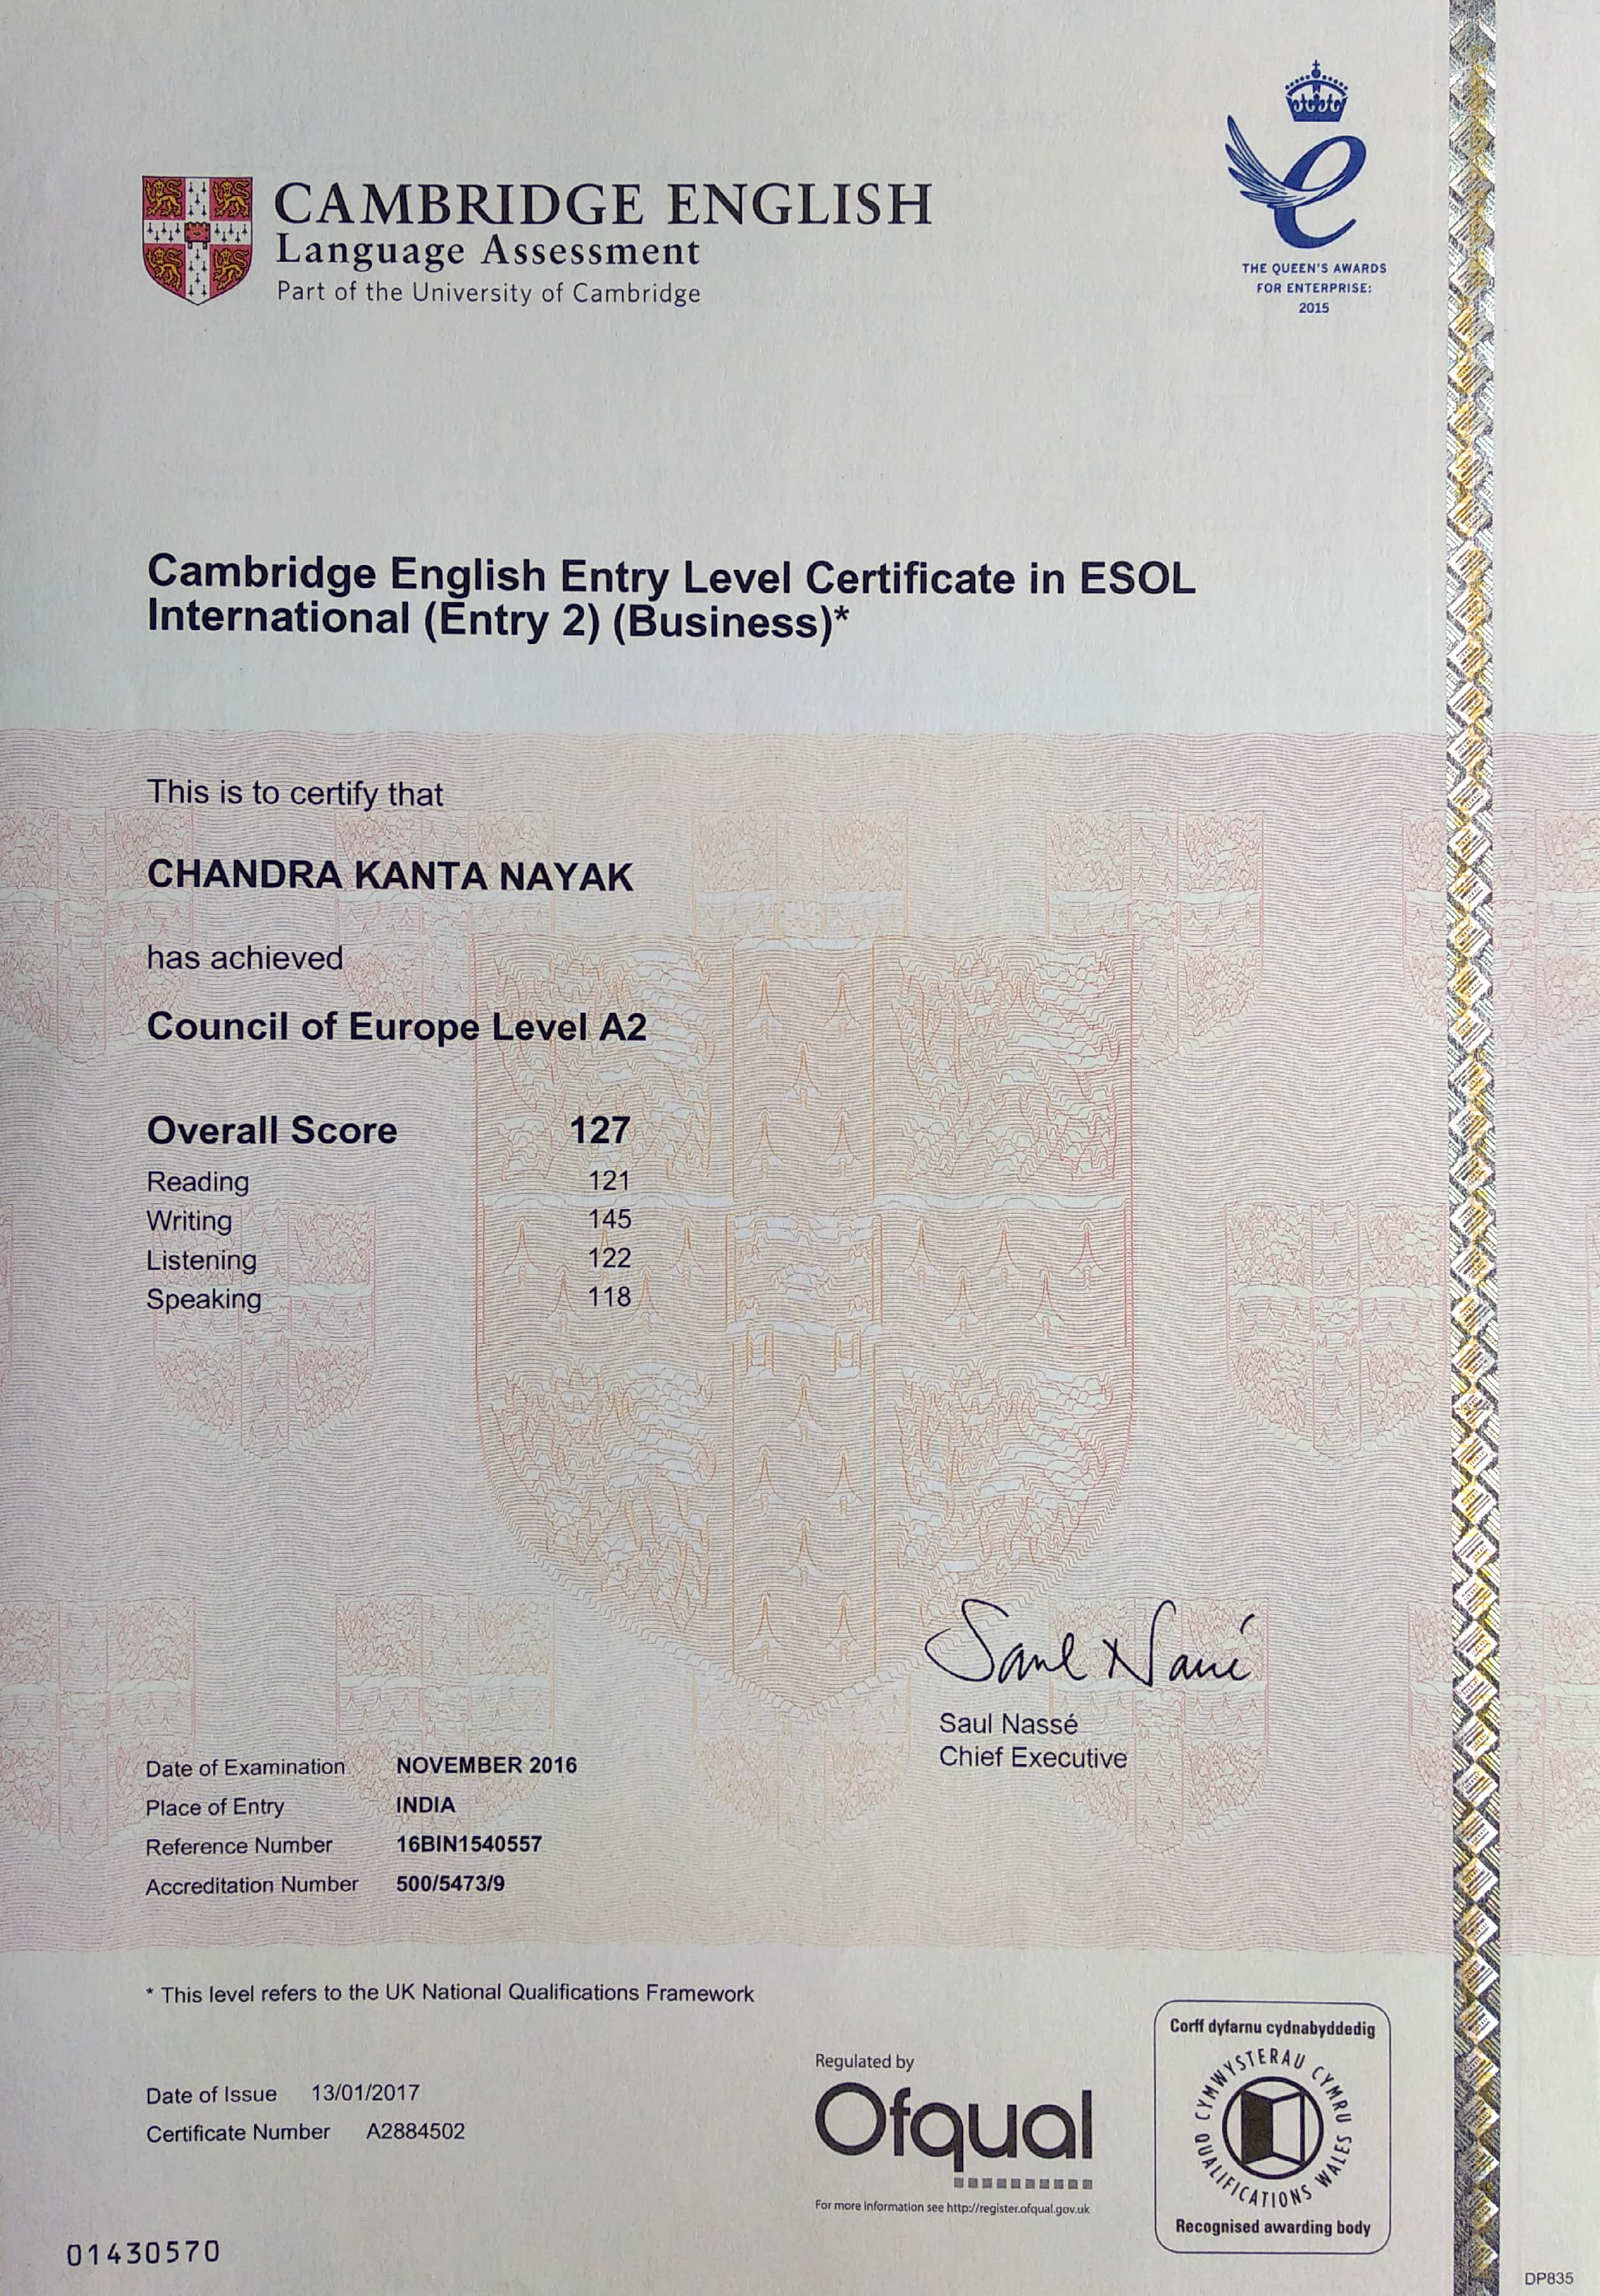 CAMBRIDGE ENGLISH
Language Assessment
Part of the University of Cambridge
THE QUEEN'S AWARDS
FOR ENTERPRISE:
2015
Cambridge English Entry Level Certificate in ESOL
International (Entry 2) (Business)*
This is to certify that
CHANDRA KANTA NAYAK
has achieved
Council of Europe Level A2
Overall Score 127
Reading 121
Writing 145
Listening 122
Speaking 118
Saul Nassé
Saul Nassé
Chief Executive
Date of Examination NOVEMBER 2016
Place of Entry INDIA
Reference Number 16BIN1540557
Accreditation Number 500/5473/9
* This level refers to the UK National Qualifications Framework
Date of Issue 13/01/2017
Certificate Number A2884502
Regulated by
Ofqual
For more information see http://register.ofqual.gov.uk
Corff dyfarnu cydnabyddedig
CYMWYSTERAU CYMRU
QUALIFICATIONS WALES
Recognised awarding body
01430570
DP835